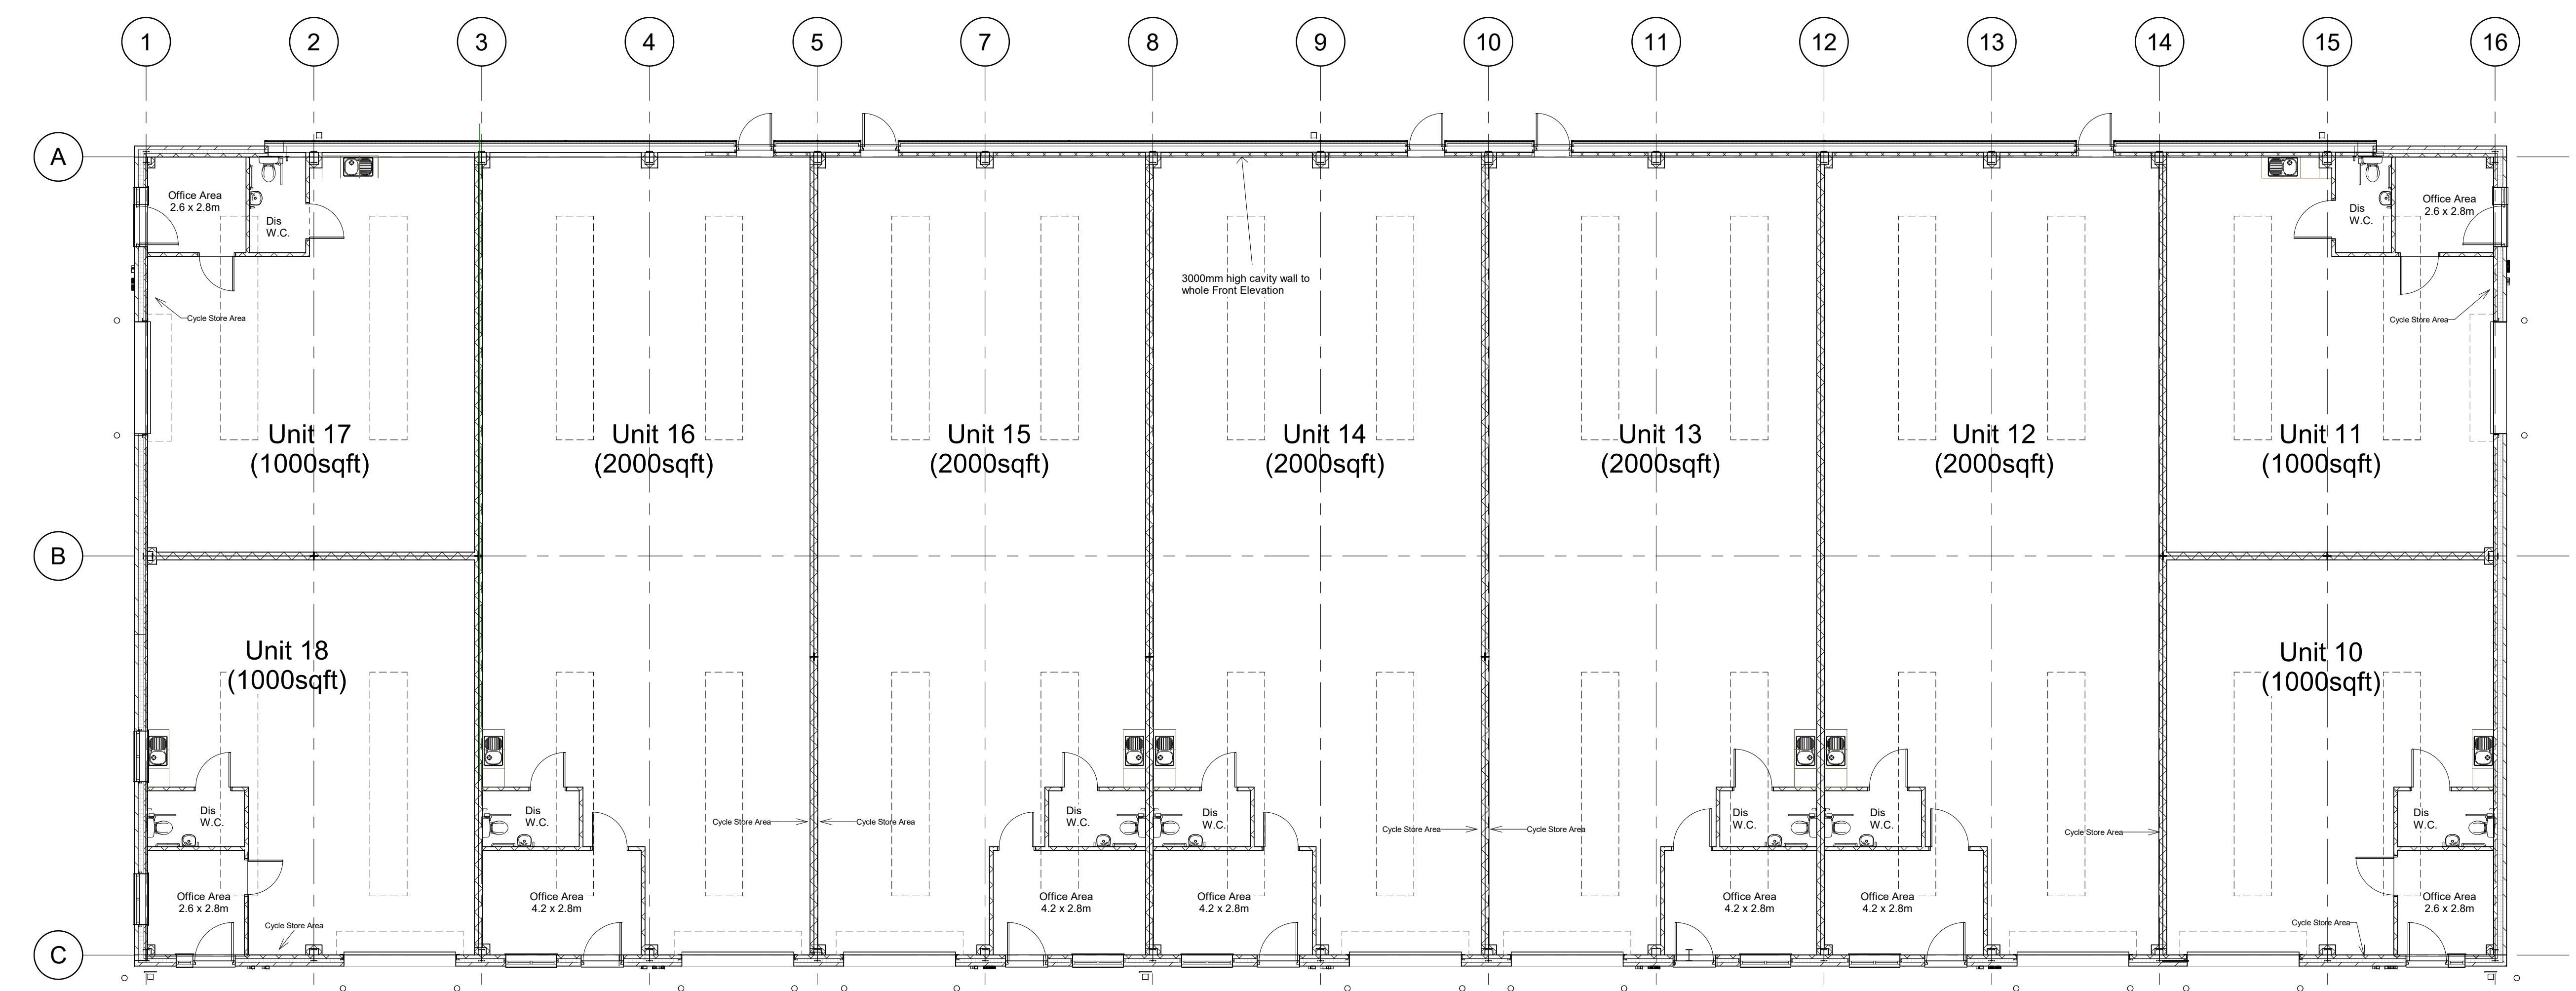 1
2
3
4
5
7
8
9
10
11
12
13
14
15
16
A
Office Area
2.6 x 2.8m
Dis
W.C.
Dis
W.C.
Office Area
2.6 x 2.8m
3000mm high cavity wall to
whole Front Elevation
Cycle Store Area
Cycle Store Area
Unit 17
(1000sqft)
Unit 16
(2000sqft)
Unit 15
(2000sqft)
Unit 14
(2000sqft)
Unit 13
(2000sqft)
Unit 12
(2000sqft)
Unit 11
(1000sqft)
B
Unit 18
(1000sqft)
Unit 10
(1000sqft)
Dis
W.C.
Dis
W.C.
Cycle Store Area
Cycle Store Area
Dis
W.C.
Dis
W.C.
Cycle Store Area
Cycle Store Area
Dis
W.C.
Dis
W.C.
Cycle Store Area
Dis
W.C.
Office Area
2.6 x 2.8m
Office Area
4.2 x 2.8m
Office Area
4.2 x 2.8m
Office Area
4.2 x 2.8m
Office Area
4.2 x 2.8m
Office Area
4.2 x 2.8m
Office Area
2.6 x 2.8m
Cycle Store Area
Cycle Store Area
C